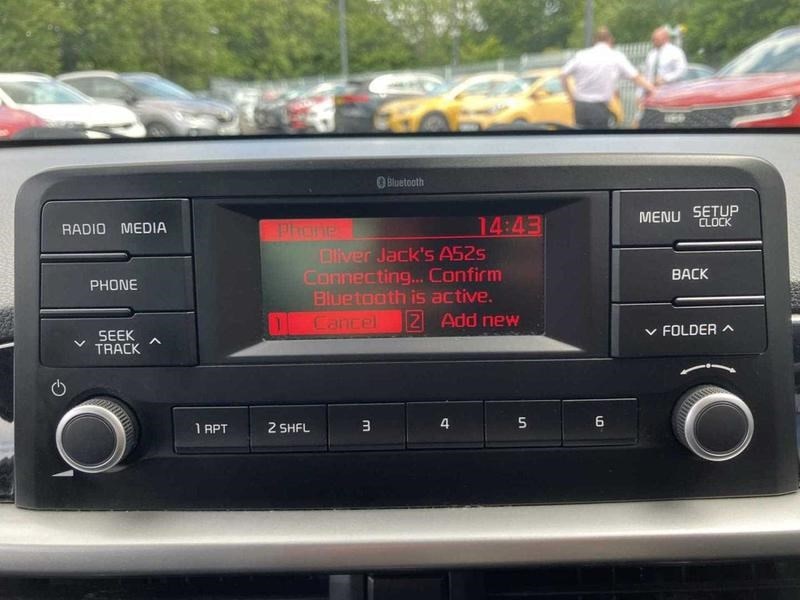 Bluetooth
RADIO MEDIA
PHONE
SEEK
TRACK
Phone 14:43
Oliver Jack's A52s
Connecting... Confirm
Bluetooth is active.
1 Cancel 2 Add new
MENU SETUP
CLOCK
BACK
FOLDER
1 RPT 2 SHFL 3 4 5 6